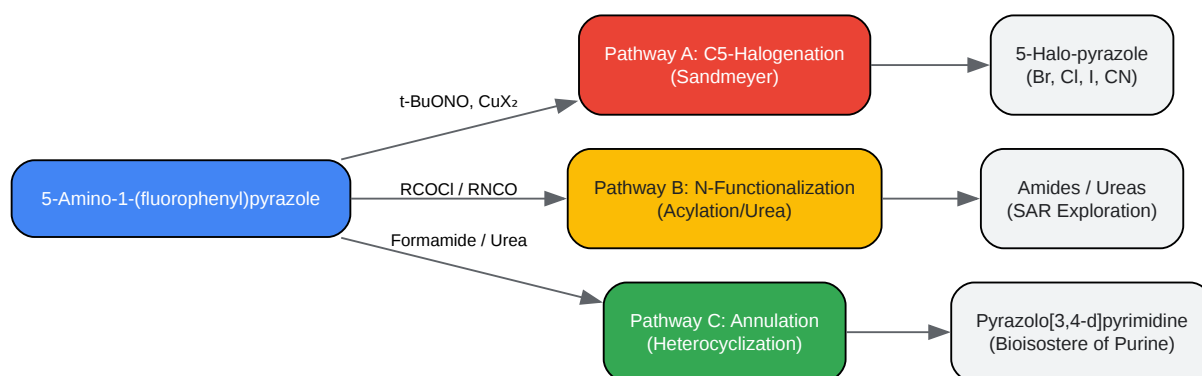 5-Amino-1-(fluorophenyl)pyrazole
t-BuONO, CuX₂
Pathway A: C5-Halogenation
(Sandmeyer)
5-Halo-pyrazole
(Br, Cl, I, CN)
RCOCl / RNCO
Pathway B: N-Functionalization
(Acylation/Urea)
Amides / Ureas
(SAR Exploration)
Formamide / Urea
Pathway C: Annulation
(Heterocyclization)
Pyrazolo[3,4-d]pyrimidine
(Bioisostere of Purine)